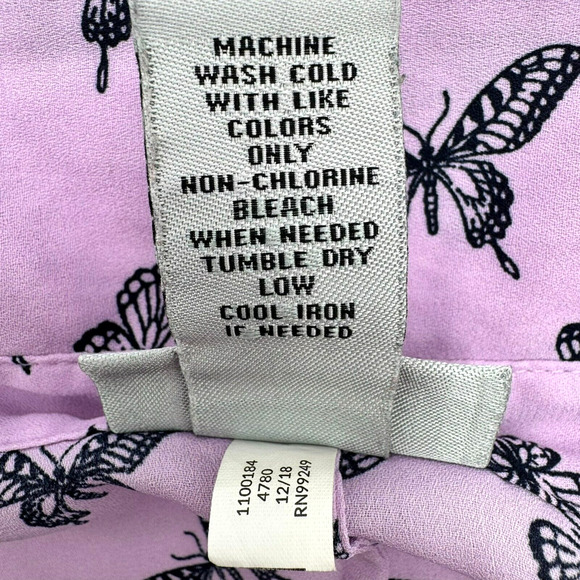 MACHINE
WASH COLD
WITH LIKE
COLORS
ONLY
NON-CHLORINE
BLEACH
WHEN NEEDED
TUMBLE DRY
LOW
COOL IRON
IF NEEDED
1100184
4780
12/18
RN99249